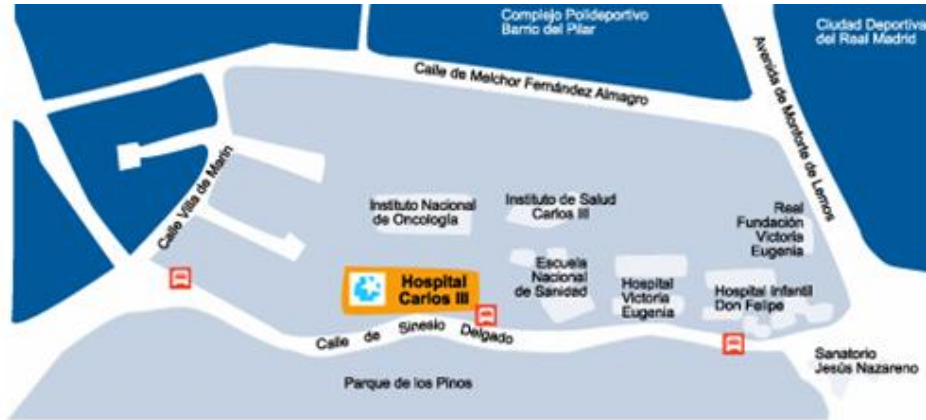 Complejo Polideportivo
Barrio del Pilar
Ciudad Deportiva
del Real Madrid
Calle de Melchor Fernández Almagro
Avenida de Monforte de Lemos
Calle Villa de Marín
Instituto Nacional
de Oncología
Instituto de Salud
Carlos III
Real
Fundación
Victoria
Eugenia
Escuela
Nacional
de Sanidad
Hospital
Carlos III
Hospital
Victoria
Eugenia
Hospital Infantil
Don Felipe
Calle de Sinesio Delgado
Sanatorio
Jesús Nazareno
Parque de los Pinos